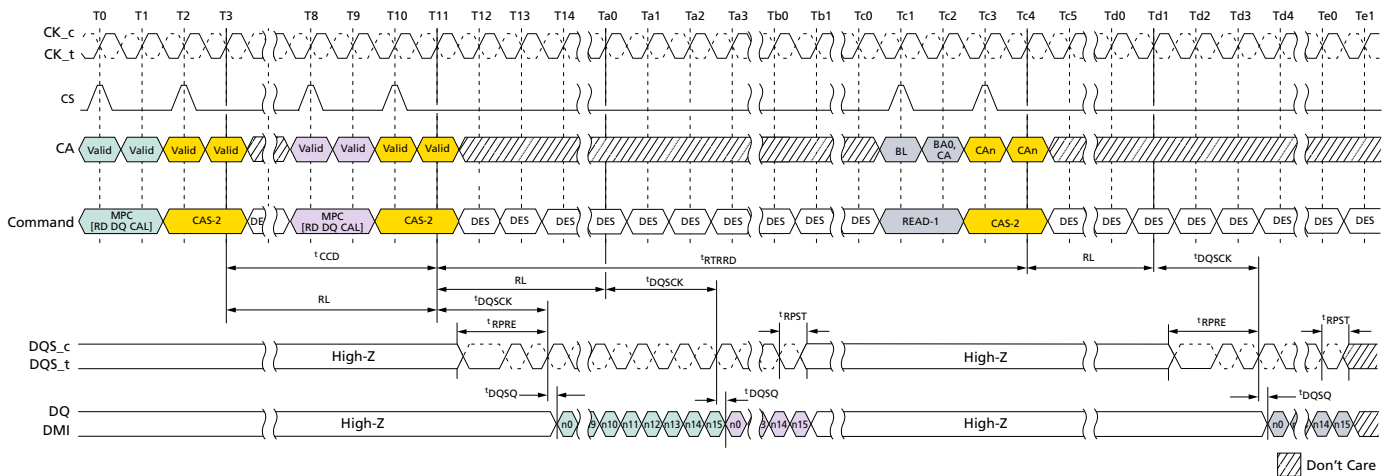 T0 T1 T2 T3 T8 T9 T10 T11 T12 T13 T14 Ta0 Ta1 Ta2 Ta3 Tb0 Tb1 Tc0 Tc1 Tc2 Tc3 Tc4 Tc5 Td0 Td1 Td2 Td3 Td4 Te0 Te1
CK_c
CK_t
CS
CA Valid Valid Valid Valid Valid Valid Valid Valid BL BA0, CA CAn CAn
Command MPC [RD DQ CAL] CAS-2 DE MPC [RD DQ CAL] CAS-2 DES DES DES DES DES DES DES DES DES DES READ-1 CAS-2 DES DES DES DES DES DES DES DES
tCCD tRTRRD RL tDQSCK
RL tDQSCK
RL tDQSCK
tRPRE tRPST tRPRE tRPST
DQS_c
DQS_t
High-Z High-Z
tDQSQ tDQSQ tDQSQ
DQ
DMI
High-Z n0 9 n10 n11 n12 n13 n14 n15 n0 3 n14 n15 High-Z n0 n14 n15
Don't Care